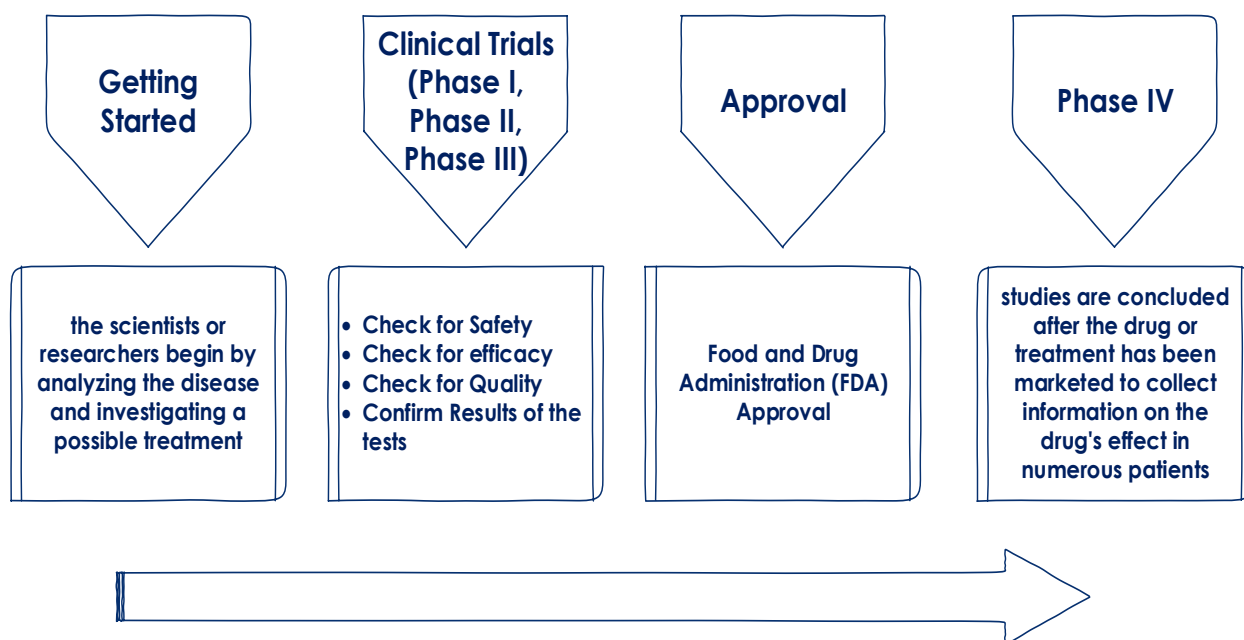 Getting
Started
Clinical Trials
(Phase I,
Phase II,
Phase III)
Approval
Phase IV
the scientists or
researchers begin by
analyzing the disease
and investigating a
possible treatment
• Check for Safety
• Check for efficacy
• Check for Quality
• Confirm Results of the
tests
Food and Drug
Administration (FDA)
Approval
studies are concluded
after the drug or
treatment has been
marketed to collect
information on the
drug's effect in
numerous patients